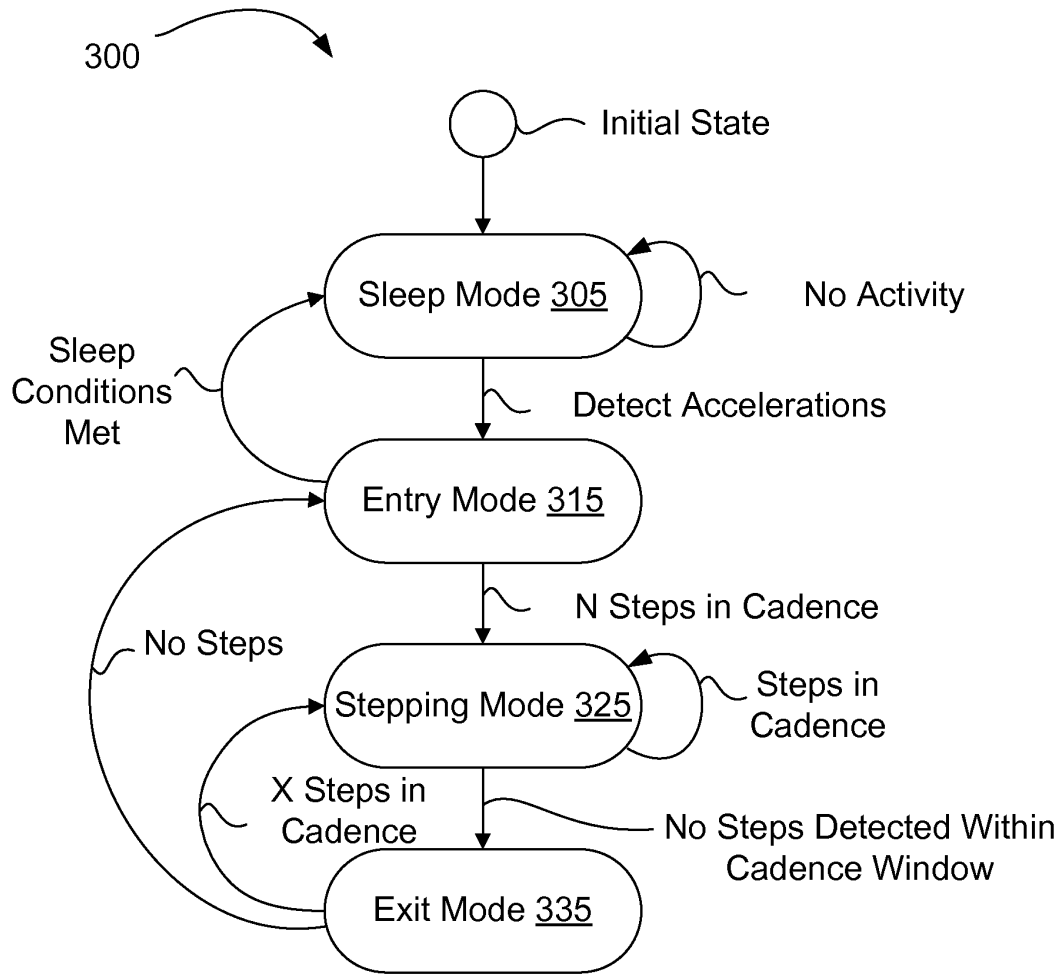 300
Initial State
Sleep Mode 305
No Activity
Sleep
Conditions
Met
Detect Accelerations
Entry Mode 315
N Steps in Cadence
No Steps
Stepping Mode 325
Steps in
Cadence
X Steps in
Cadence
No Steps Detected Within
Cadence Window
Exit Mode 335